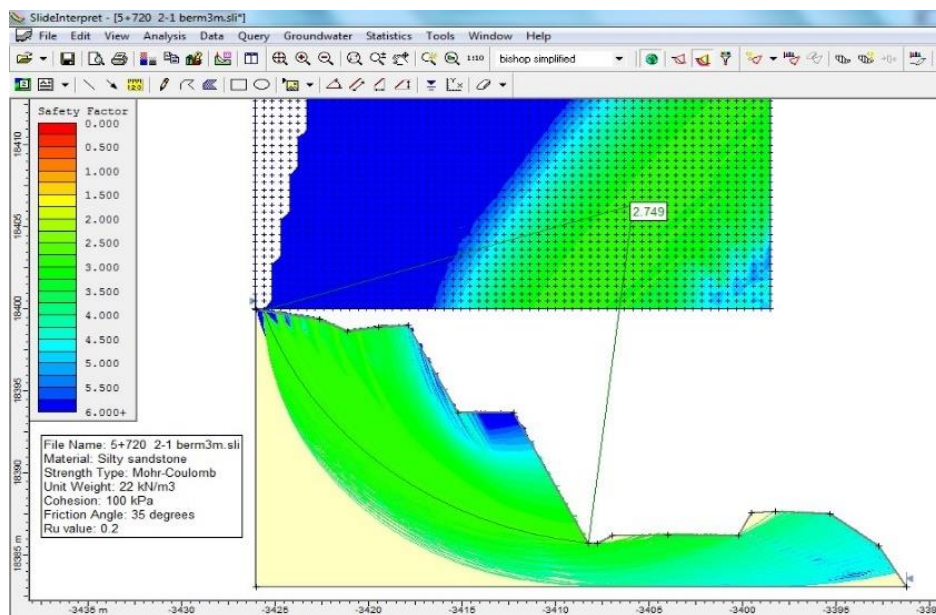 SlideInterpret - [5+720 2-1 berm3m.sli*]
File Edit View Analysis Data Query Groundwater Statistics Tools Window Help
1:10
bishop simplified
Safety Factor
0.000
0.500
1.000
1.500
2.000
2.500
3.000
3.500
4.000
4.500
5.000
5.500
6.000+
18410
18405
18400
18395
18390
18385 m
2.749
File Name: 5+720 2-1 berm3m.sli
Material: Silty sandstone
Strength Type: Mohr-Coulomb
Unit Weight: 22 kN/m3
Cohesion: 100 kPa
Friction Angle: 35 degrees
Ru value: 0.2
-3435 m
-3430
-3425
-3420
-3415
-3410
-3405
-3400
-3395